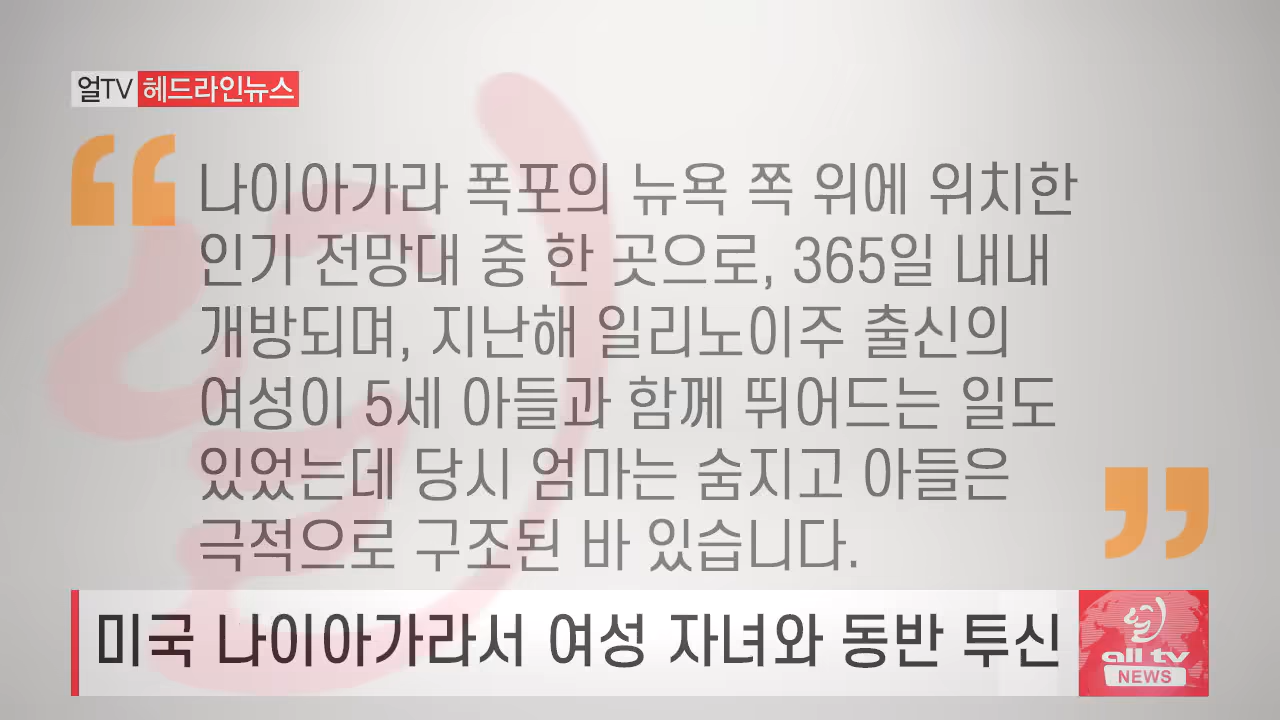 얼TV 헤드라인뉴스
나이아가라 폭포의 뉴욕 쪽 위에 위치한
인기 전망대 중 한 곳으로, 365일 내내
개방되며, 지난해 일리노이주 출신의
여성이 5세 아들과 함께 뛰어드는 일도
있었는데 당시 엄마는 숨지고 아들은
극적으로 구조된 바 있습니다.
미국 나이아가라서 여성 자녀와 동반 투신
얼
all tv
NEWS